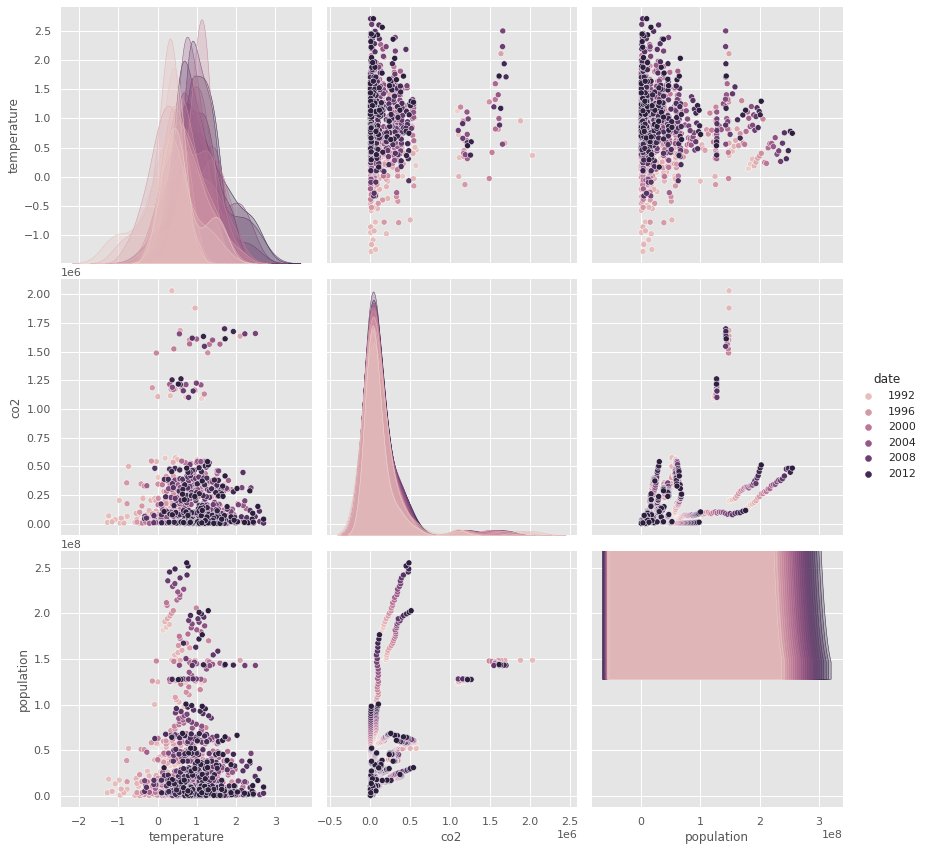 2.5
2.0
1.5
1.0
0.5
0.0
−0.5
−1.0
temperature
1e6
2.00
1.75
1.50
1.25
1.00
0.75
0.50
0.25
0.00
co2
date
1992
1996
2000
2004
2008
2012
1e8
2.5
2.0
1.5
1.0
0.5
0.0
population
−2 −1 0 1 2 3
temperature
−0.5 0.0 0.5 1.0 1.5 2.0 2.5
co2 1e6
0 1 2 3
population 1e8